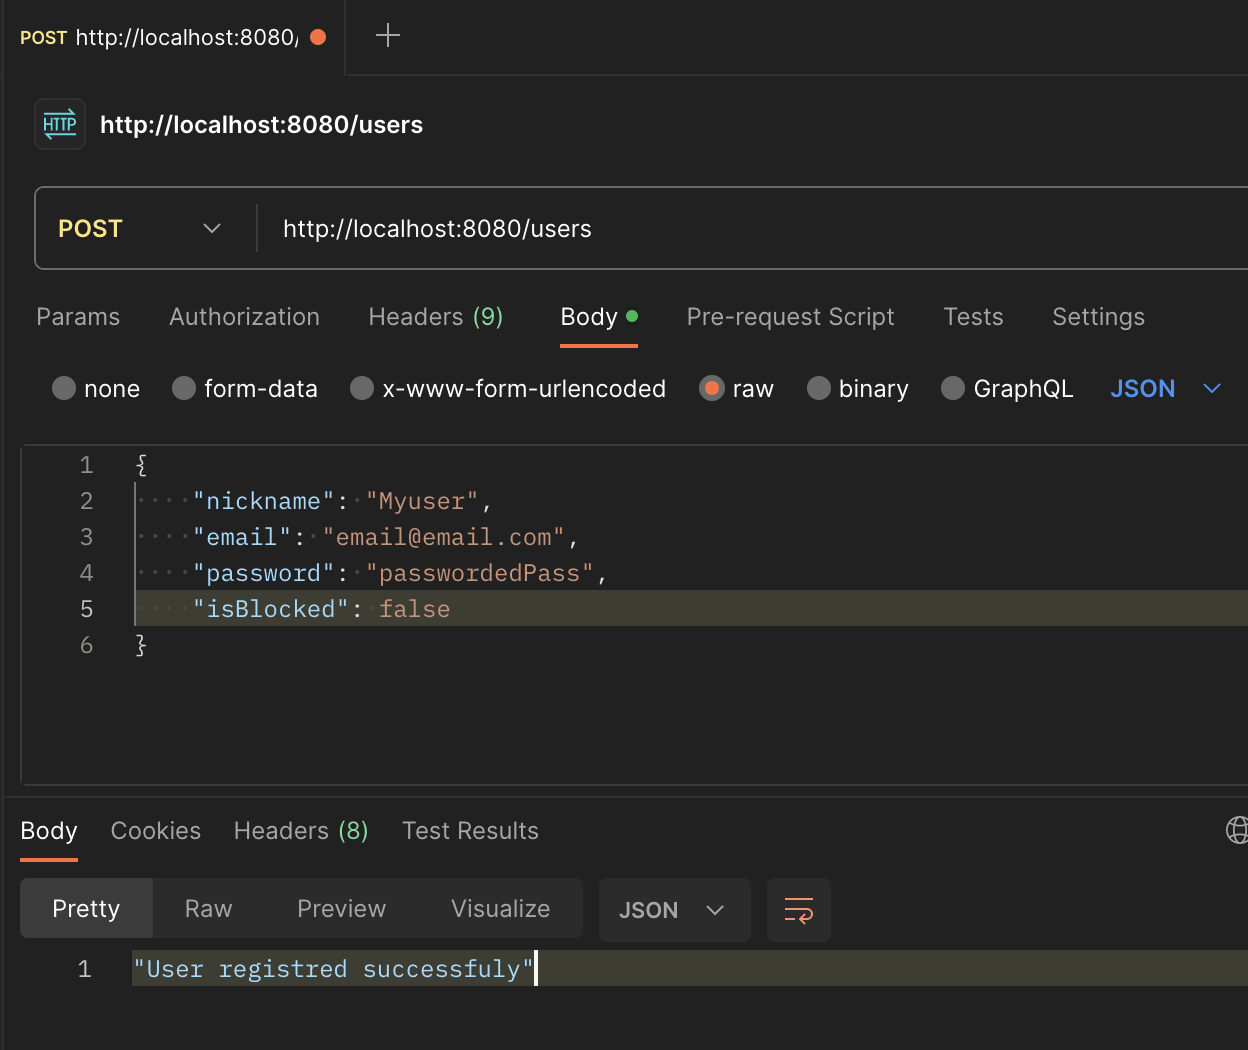 POST http://localhost:8080/
HTTP http://localhost:8080/users
POST http://localhost:8080/users
Params Authorization Headers (9) Body Pre-request Script Tests Settings
none form-data x-www-form-urlencoded raw binary GraphQL JSON
1 {
2 "nickname": "Myuser",
3 "email": "email@email.com",
4 "password": "passwordedPass",
5 "isBlocked": false
6 }
Body Cookies Headers (8) Test Results
Pretty Raw Preview Visualize JSON
1 "User registred successfuly"